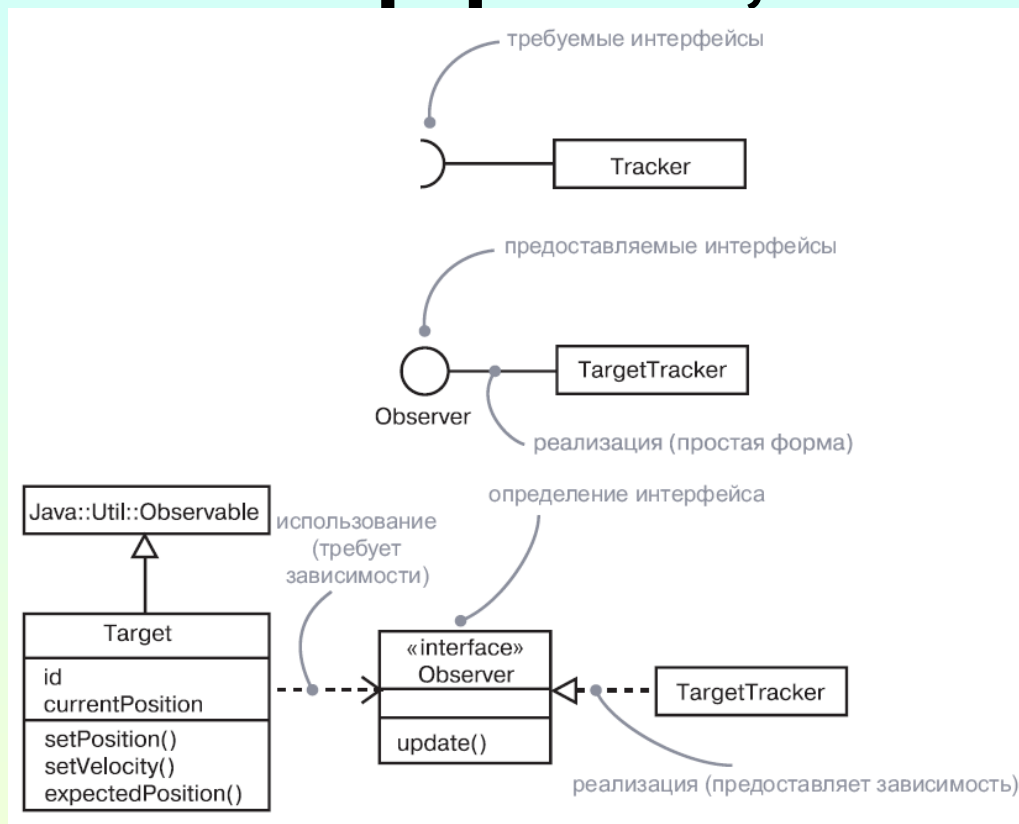 требуемые интерфейсы
Tracker
предоставляемые интерфейсы
TargetTracker
Observer
реализация (простая форма)
определение интерфейса
Java::Util::Observable
использование
(требует
зависимости)
Target
id
currentPosition
setPosition()
setVelocity()
expectedPosition()
«interface»
Observer
update()
TargetTracker
реализация (предоставляет зависимость)